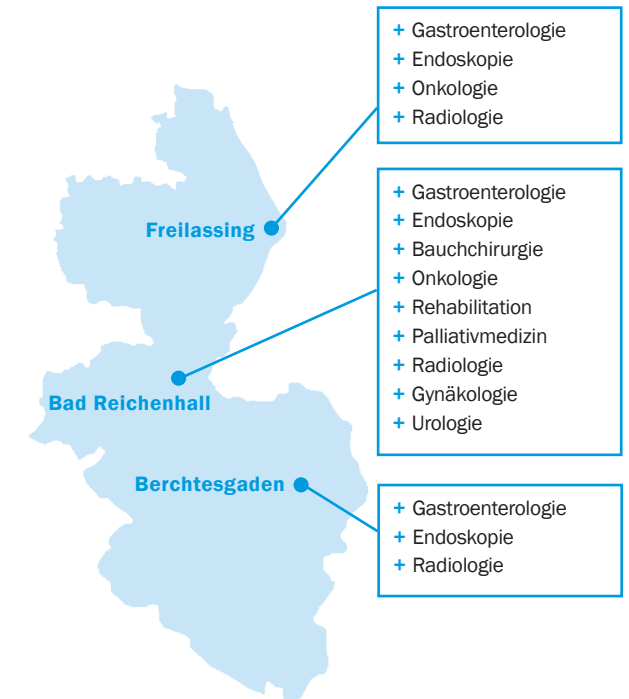 + Gastroenterologie
+ Endoskopie
+ Onkologie
+ Radiologie
Freilassing
+ Gastroenterologie
+ Endoskopie
+ Bauchchirurgie
+ Onkologie
+ Rehabilitation
+ Palliativmedizin
+ Radiologie
+ Gynäkologie
+ Urologie
Bad Reichenhall
Berchtesgaden
+ Gastroenterologie
+ Endoskopie
+ Radiologie